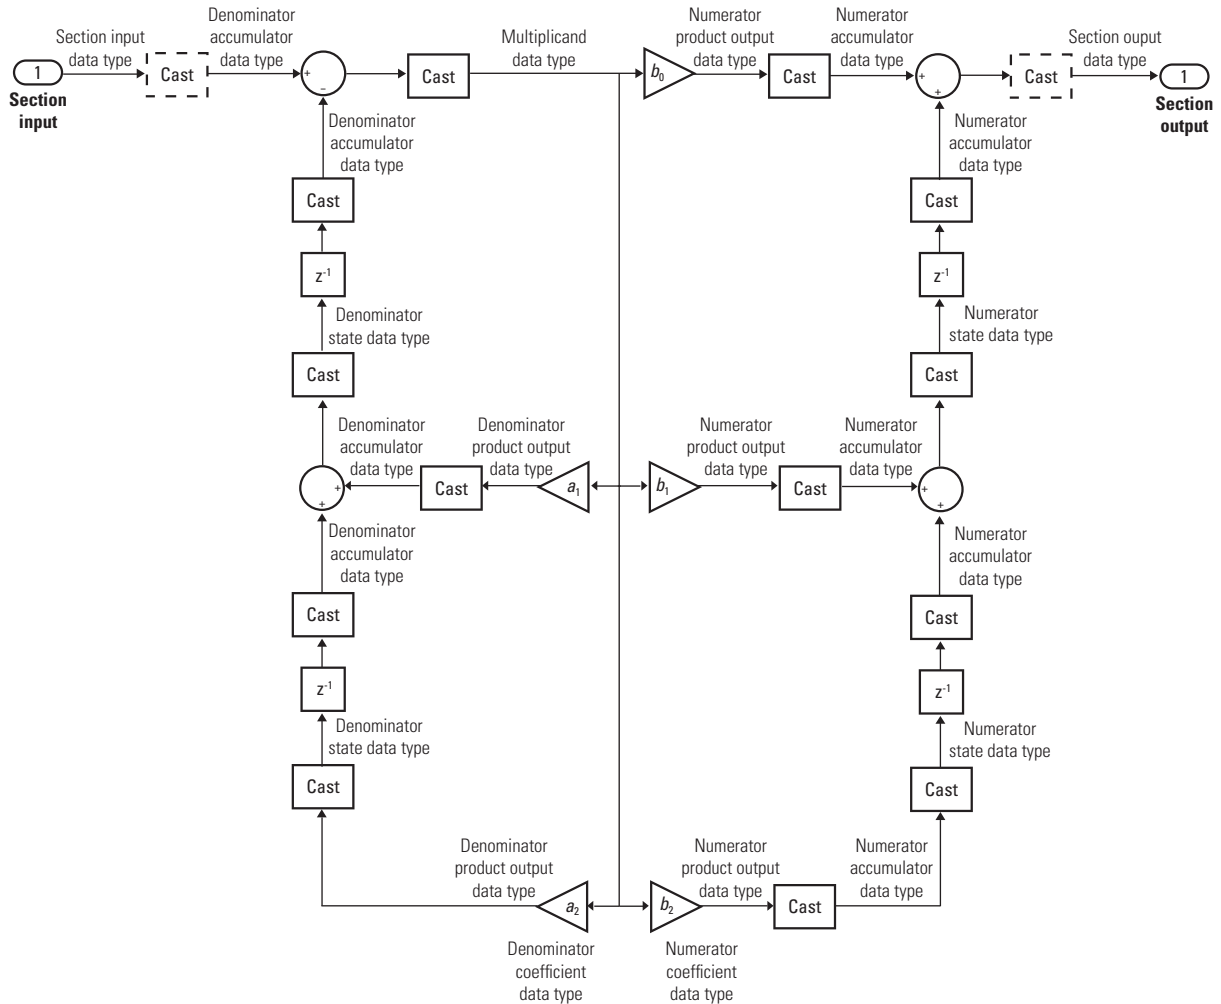 Section input
data type
Denominator
accumulator
data type
Multiplicand
data type
Numerator
product output
data type
Numerator
accumulator
data type
Section ouput
data type
1
Section
input
Cast
+
−
Cast
b0
Cast
+
+
Cast
1
Section
output
Denominator
accumulator
data type
Numerator
accumulator
data type
Cast
Cast
z-1
z-1
Denominator
state data type
Numerator
state data type
Cast
Cast
Denominator
accumulator
data type
Denominator
product output
data type
Numerator
product output
data type
Numerator
accumulator
data type
+
+
Cast
a1
b1
Cast
+
+
Denominator
accumulator
data type
Numerator
accumulator
data type
Cast
Cast
z-1
z-1
Denominator
state data type
Numerator
state data type
Cast
Cast
Denominator
product output
data type
Numerator
product output
data type
Numerator
accumulator
data type
a2
b2
Cast
Denominator
coefficient
data type
Numerator
coefficient
data type